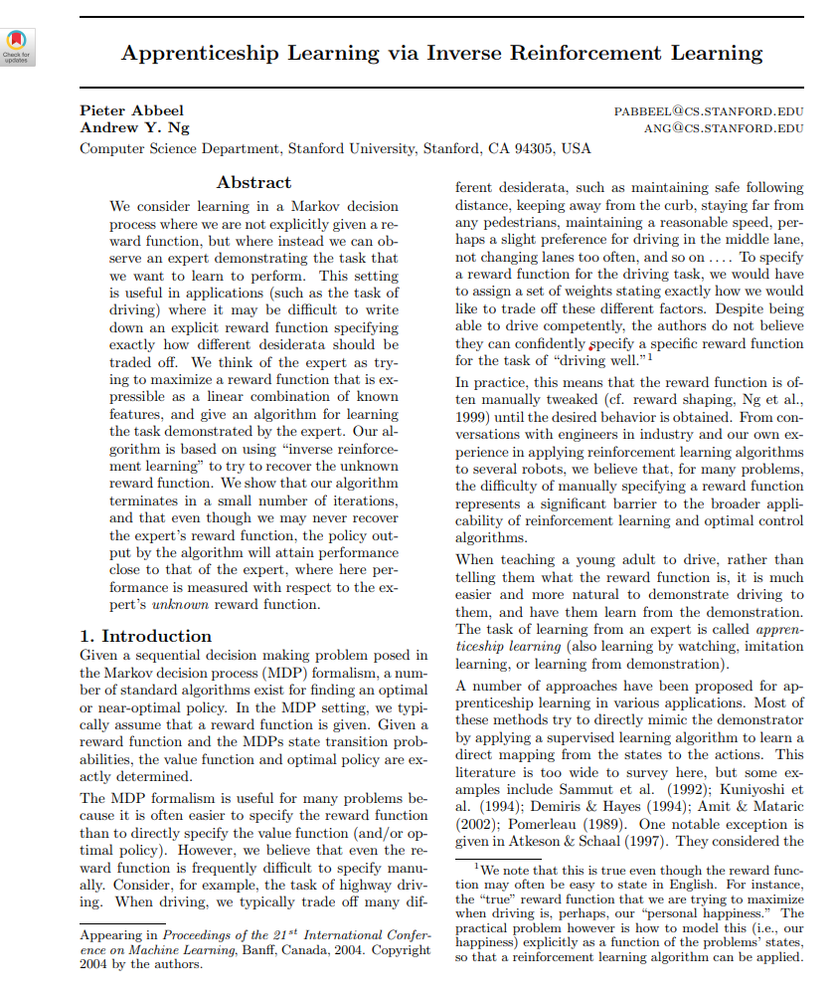 Check for
updates
Apprenticeship Learning via Inverse Reinforcement Learning
Pieter Abbeel
PABBEEL@CS.STANFORD.EDU
Andrew Y. Ng
ANG@CS.STANFORD.EDU
Computer Science Department, Stanford University, Stanford, CA 94305, USA
Abstract
We consider learning in a Markov decision
process where we are not explicitly given a re-
ward function, but where instead we can ob-
serve an expert demonstrating the task that
we want to learn to perform. This setting
is useful in applications (such as the task of
driving) where it may be difficult to write
down an explicit reward function specifying
exactly how different desiderata should be
traded off. We think of the expert as try-
ing to maximize a reward function that is ex-
pressible as a linear combination of known
features, and give an algorithm for learning
the task demonstrated by the expert. Our al-
gorithm is based on using “inverse reinforce-
ment learning” to try to recover the unknown
reward function. We show that our algorithm
terminates in a small number of iterations,
and that even though we may never recover
the expert’s reward function, the policy out-
put by the algorithm will attain performance
close to that of the expert, where here per-
formance is measured with respect to the ex-
pert’s unknown reward function.
1. Introduction
Given a sequential decision making problem posed in
the Markov decision process (MDP) formalism, a num-
ber of standard algorithms exist for finding an optimal
or near-optimal policy. In the MDP setting, we typi-
cally assume that a reward function is given. Given a
reward function and the MDPs state transition prob-
abilities, the value function and optimal policy are ex-
actly determined.
The MDP formalism is useful for many problems be-
cause it is often easier to specify the reward function
than to directly specify the value function (and/or op-
timal policy). However, we believe that even the re-
ward function is frequently difficult to specify manu-
ally. Consider, for example, the task of highway driv-
ing. When driving, we typically trade off many dif-
Appearing in Proceedings of the 21st International Confer-
ence on Machine Learning, Banff, Canada, 2004. Copyright
2004 by the authors.
ferent desiderata, such as maintaining safe following
distance, keeping away from the curb, staying far from
any pedestrians, maintaining a reasonable speed, per-
haps a slight preference for driving in the middle lane,
not changing lanes too often, and so on .... To specify
a reward function for the driving task, we would have
to assign a set of weights stating exactly how we would
like to trade off these different factors. Despite being
able to drive competently, the authors do not believe
they can confidently specify a specific reward function
for the task of “driving well.”1
In practice, this means that the reward function is of-
ten manually tweaked (cf. reward shaping, Ng et al.,
1999) until the desired behavior is obtained. From con-
versations with engineers in industry and our own ex-
perience in applying reinforcement learning algorithms
to several robots, we believe that, for many problems,
the difficulty of manually specifying a reward function
represents a significant barrier to the broader appli-
cability of reinforcement learning and optimal control
algorithms.
When teaching a young adult to drive, rather than
telling them what the reward function is, it is much
easier and more natural to demonstrate driving to
them, and have them learn from the demonstration.
The task of learning from an expert is called appren-
ticeship learning (also learning by watching, imitation
learning, or learning from demonstration).
A number of approaches have been proposed for ap-
prenticeship learning in various applications. Most of
these methods try to directly mimic the demonstrator
by applying a supervised learning algorithm to learn a
direct mapping from the states to the actions. This
literature is too wide to survey here, but some ex-
amples include Sammut et al. (1992); Kuniyoshi et
al. (1994); Demiris & Hayes (1994); Amit & Mataric
(2002); Pomerleau (1989). One notable exception is
given in Atkeson & Schaal (1997). They considered the
1We note that this is true even though the reward func-
tion may often be easy to state in English. For instance,
the “true” reward function that we are trying to maximize
when driving is, perhaps, our “personal happiness.” The
practical problem however is how to model this (i.e., our
happiness) explicitly as a function of the problems’ states,
so that a reinforcement learning algorithm can be applied.